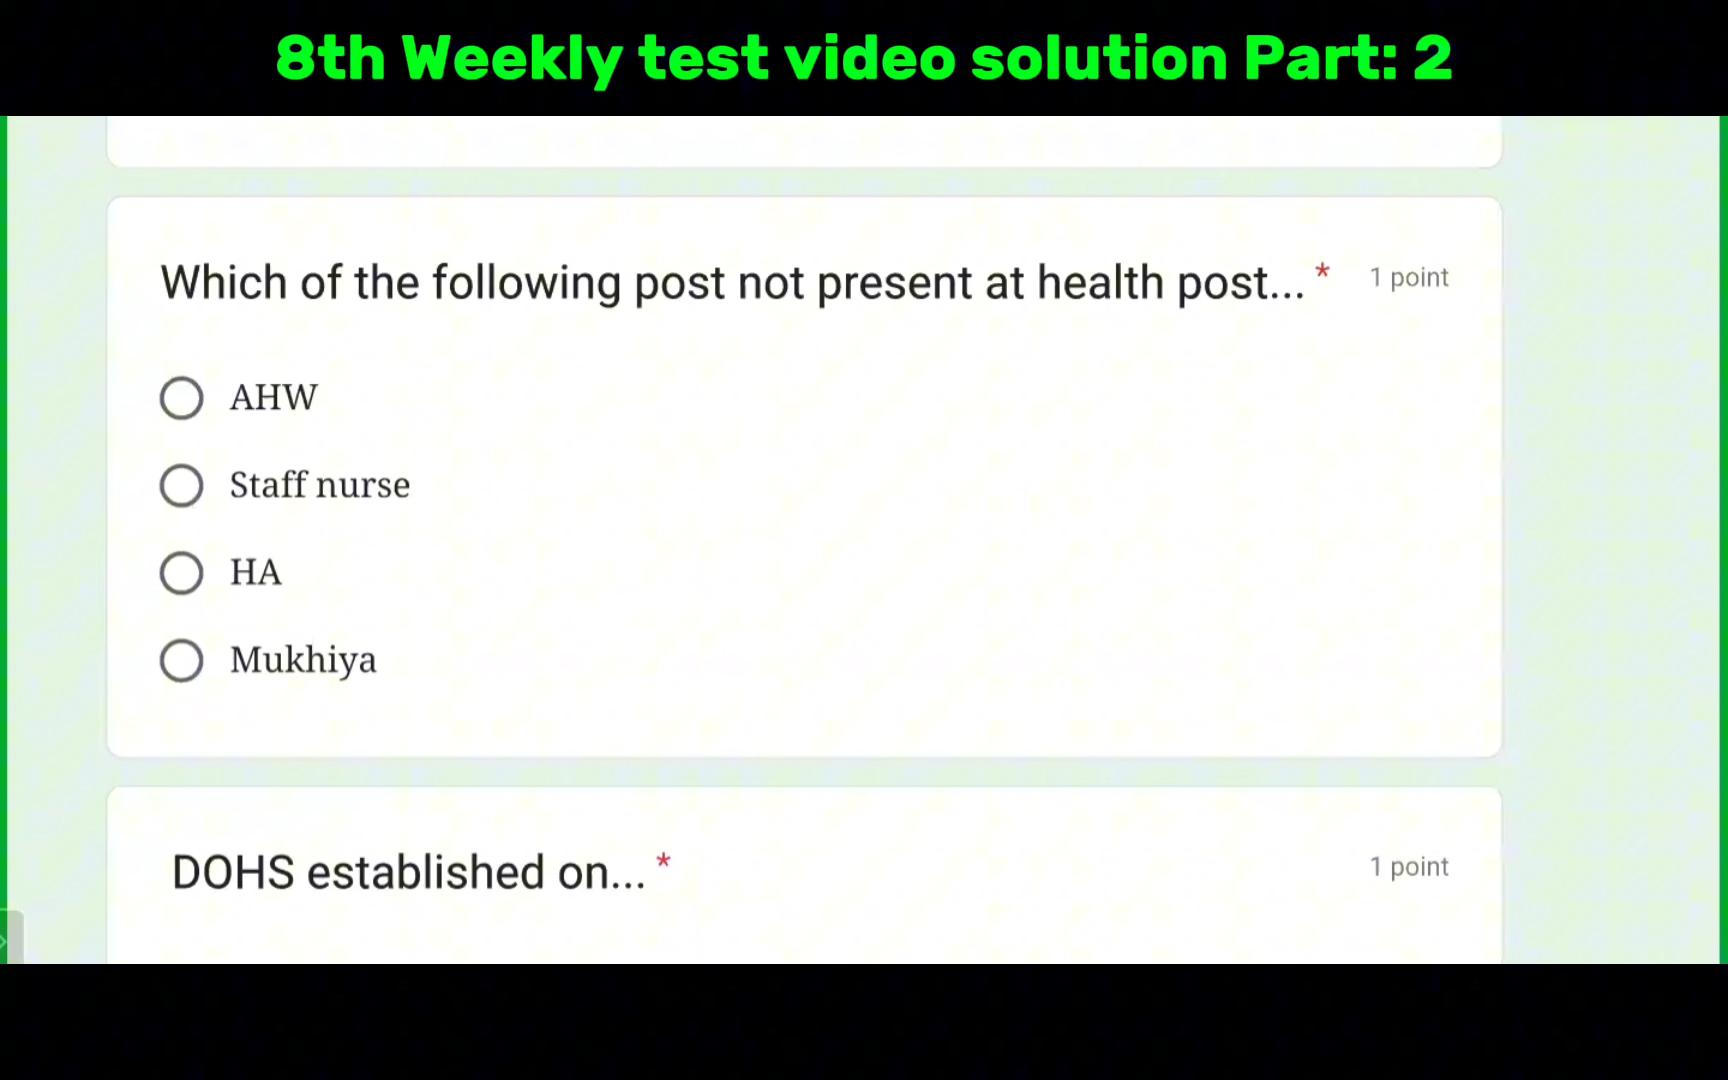 8th Weekly test video solution Part: 2
Which of the following post not present at health post... * 1 point
AHW
Staff nurse
HA
Mukhiya
DOHS established on... * 1 point